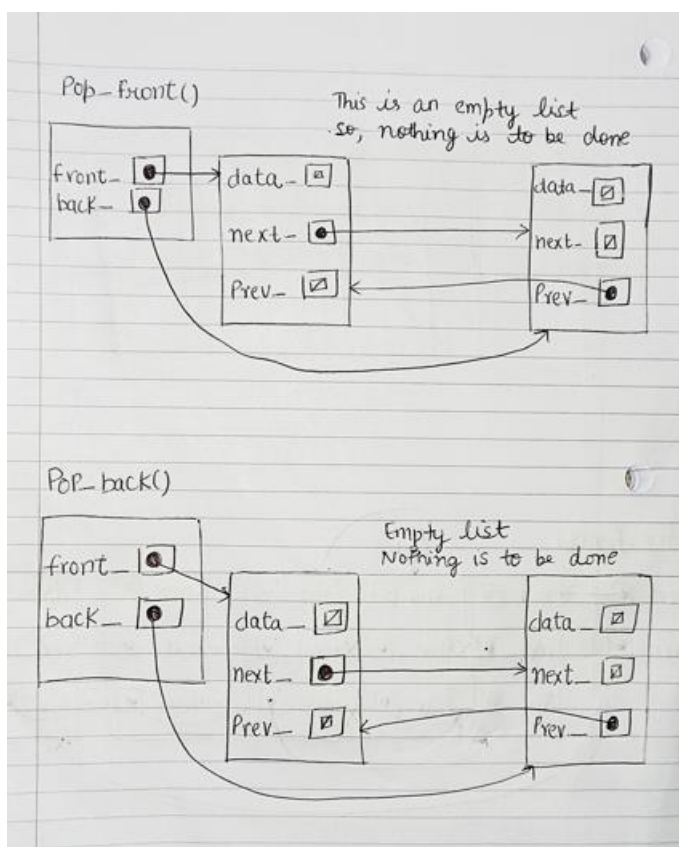 Pop_front()
This is an empty list
so, nothing is to be done
front_
back_
data_
next_
Prev_
data_
next_
Prev_
PoP_back()
Empty list
Nothing is to be done
front_
back_
data_
next_
Prev_
data_
next_
Prev_